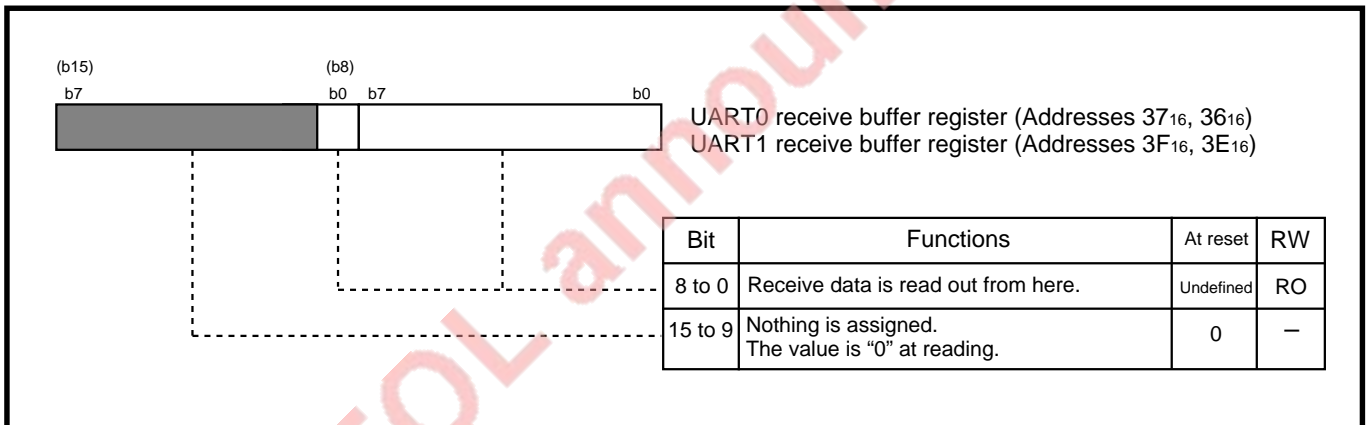 (b15) (b8)
b7 b0 b7 b0
UART0 receive buffer register (Addresses 37₁₆, 36₁₆)
UART1 receive buffer register (Addresses 3F₁₆, 3E₁₆)
Bit Functions At reset RW
8 to 0 Receive data is read out from here. Undefined RO
15 to 9 Nothing is assigned. 0 –
The value is “0” at reading.
EOL announ